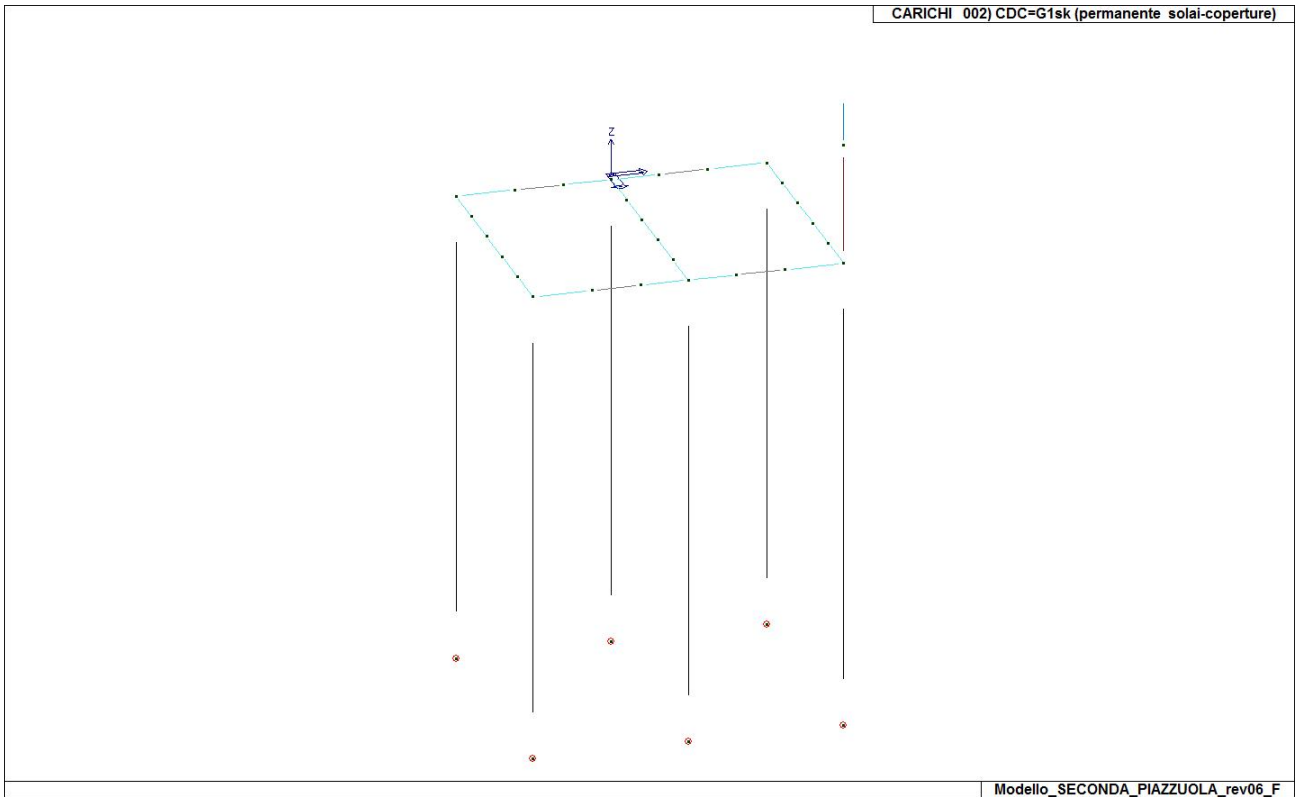 CARICHI 002) CDC=G1sk (permanente solai-coperture)
Z
Modello_SECONDA_PIAZZUOLA_rev06_F